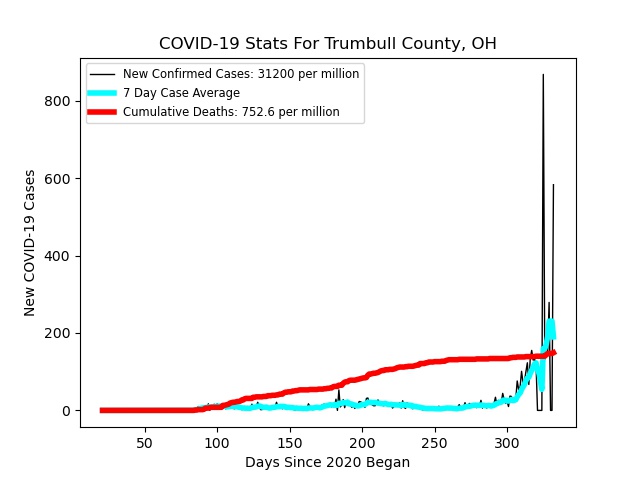 COVID-19 Stats For Trumbull County, OH
New Confirmed Cases: 31200 per million
7 Day Case Average
Cumulative Deaths: 752.6 per million
New COVID-19 Cases
800
600
400
200
0
50
100
150
200
250
300
Days Since 2020 Began